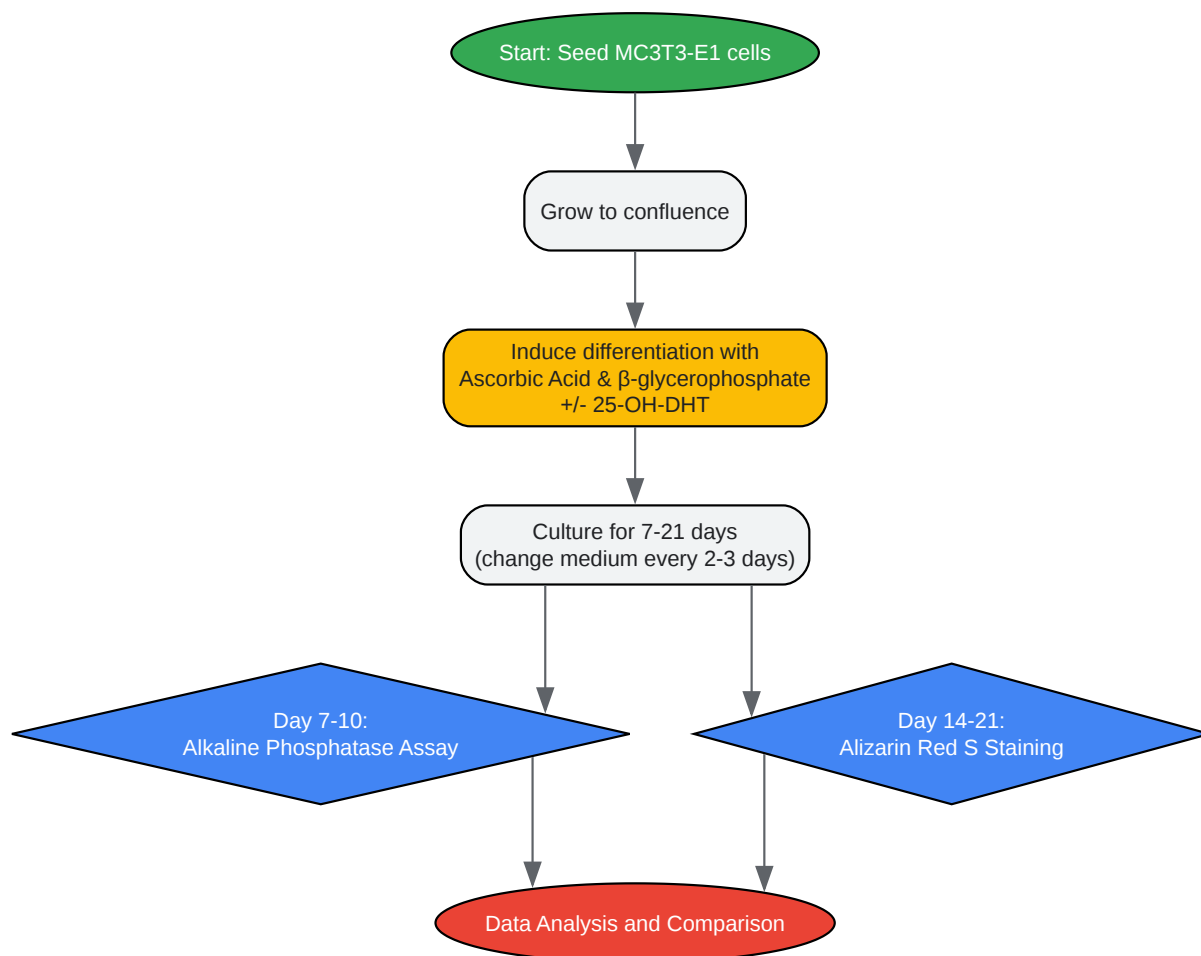 Start: Seed MC3T3-E1 cells
Grow to confluence
Induce differentiation with
Ascorbic Acid & β-glycerophosphate
+/- 25-OH-DHT
Culture for 7-21 days
(change medium every 2-3 days)
Day 7-10:
Alkaline Phosphatase Assay
Day 14-21:
Alizarin Red S Staining
Data Analysis and Comparison